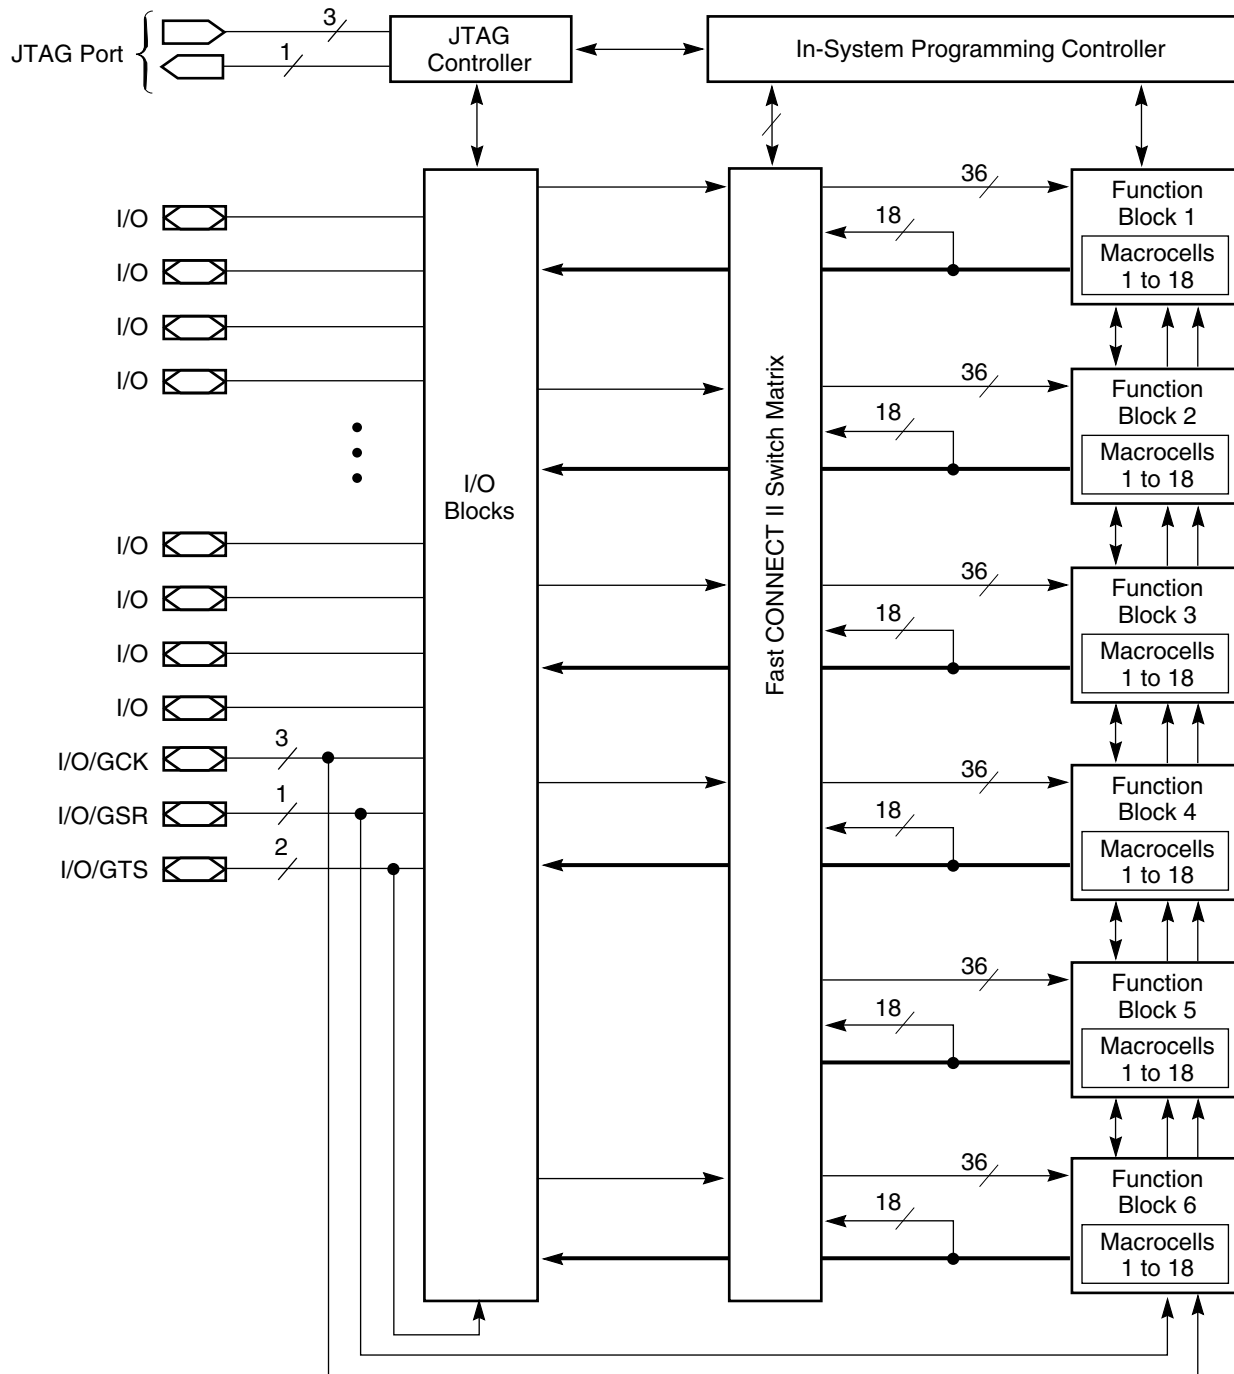 JTAG Port
3
1
JTAG
Controller
In-System Programming Controller
I/O
I/O
I/O
I/O
I/O
I/O
I/O
I/O
I/O/GCK
3
I/O/GSR
1
I/O/GTS
2
I/O
Blocks
Fast CONNECT II Switch Matrix
36
18
Function
Block 1
Macrocells
1 to 18
36
18
Function
Block 2
Macrocells
1 to 18
36
18
Function
Block 3
Macrocells
1 to 18
36
18
Function
Block 4
Macrocells
1 to 18
36
18
Function
Block 5
Macrocells
1 to 18
36
18
Function
Block 6
Macrocells
1 to 18